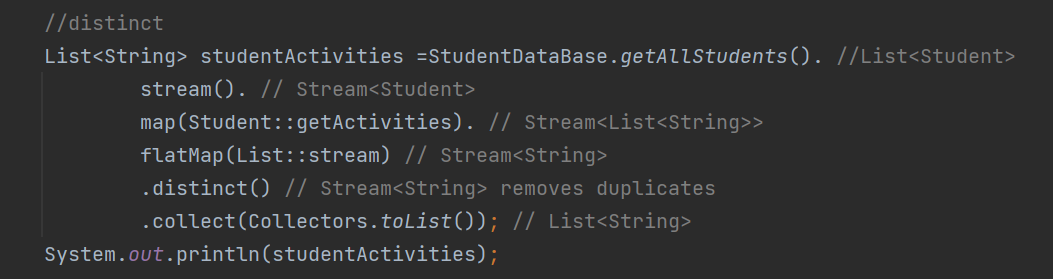 //distinct
List<String> studentActivities =StudentDataBase.getAllStudents(). //List<Student>
stream(). // Stream<Student>
map(Student::getActivities). // Stream<List<String>>
flatMap(List::stream) // Stream<String>
.distinct() // Stream<String> removes duplicates
.collect(Collectors.toList()); // List<String>
System.out.println(studentActivities);